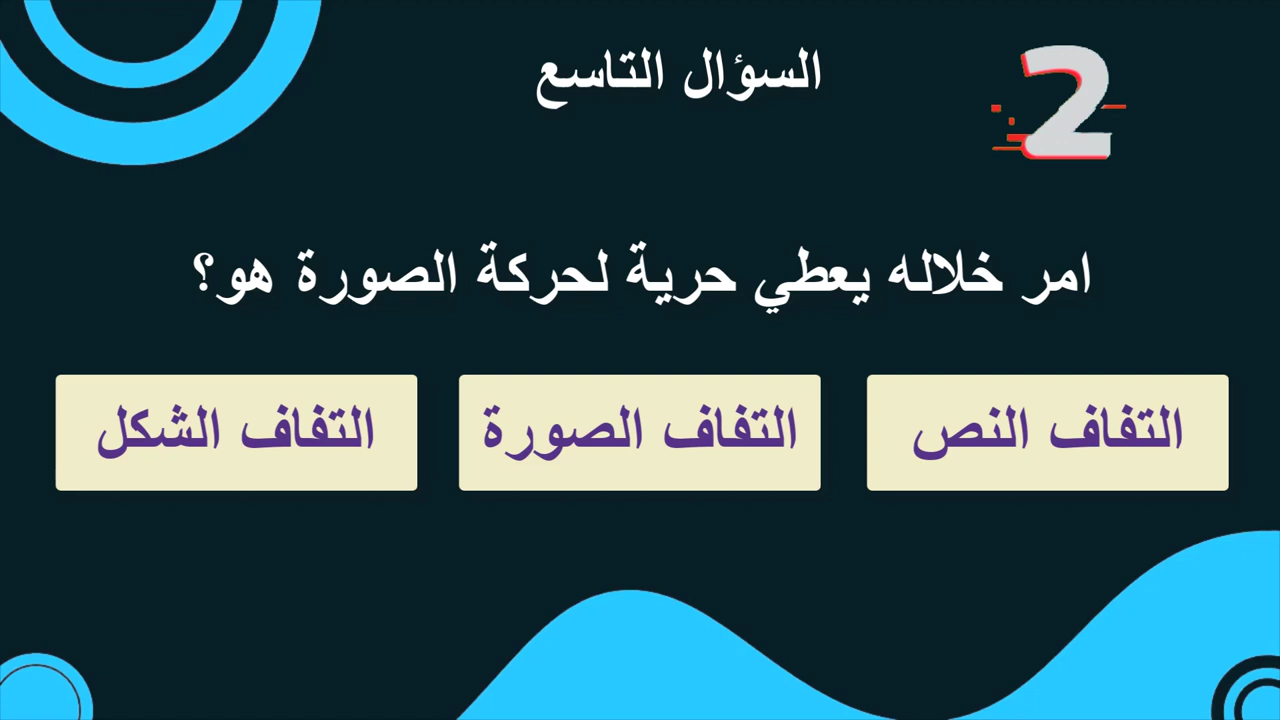 السؤال التاسع
2
امر خلاله يعطي حرية لحركة الصورة هو؟
التفاف النص
التفاف الصورة
التفاف الشكل